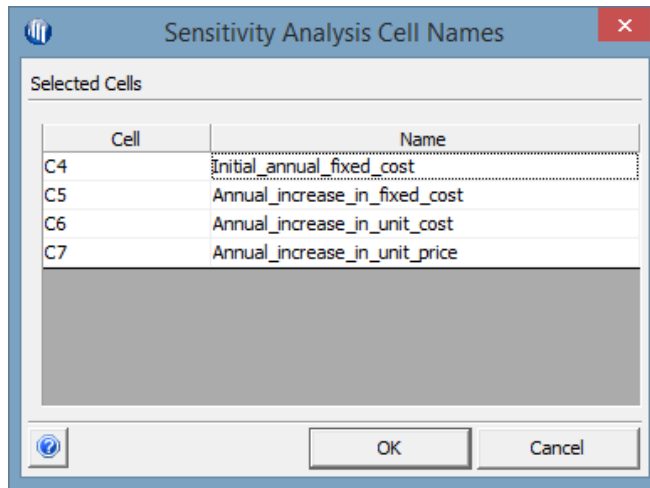 Sensitivity Analysis Cell Names
Selected Cells
Cell Name
C4 Initial_annual_fixed_cost
C5 Annual_increase_in_fixed_cost
C6 Annual_increase_in_unit_cost
C7 Annual_increase_in_unit_price
OK Cancel